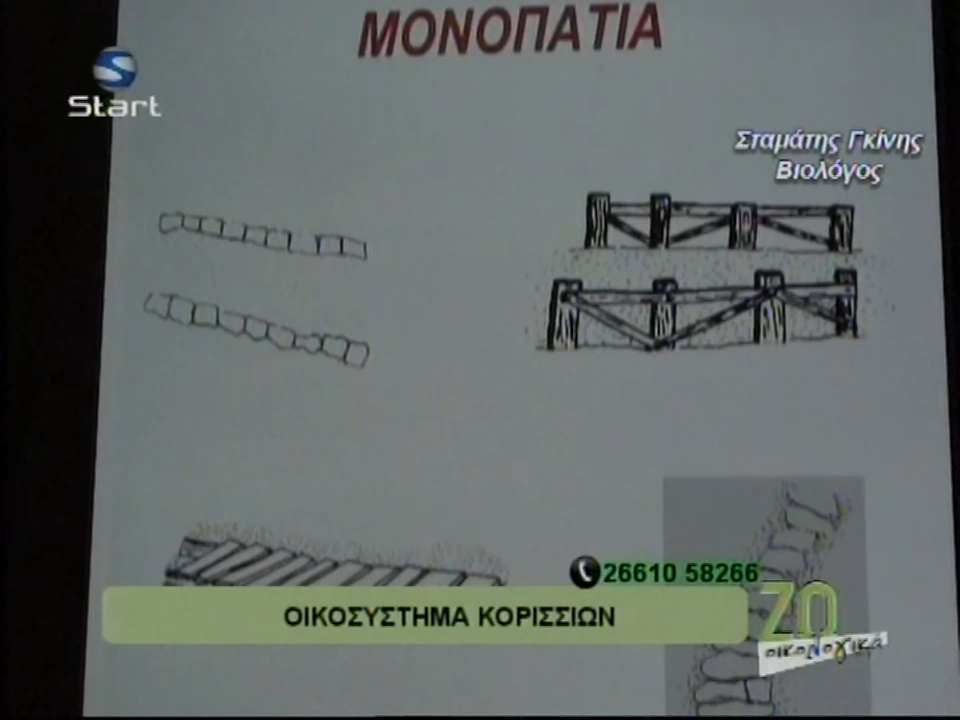 ΜΟΝΟΠΑΤΙΑ
Start
Σταμάτης Γκίνης
Βιολόγος
26610 58266
ΟΙΚΟΣΥΣΤΗΜΑ ΚΟΡΙΣΣΙΩΝ
ΖΩ
οικολογικά